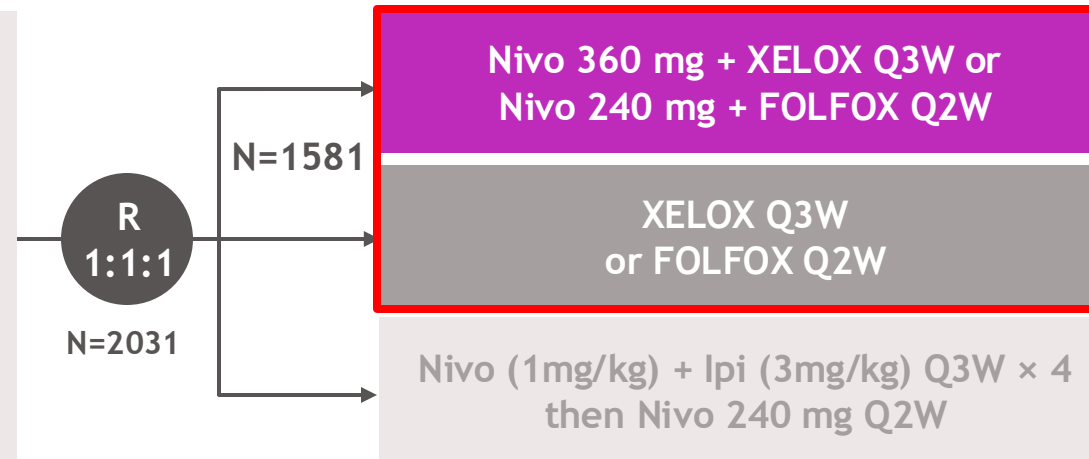 Nivo 360 mg + XELOX Q3W or
Nivo 240 mg + FOLFOX Q2W
N=1581
R
1:1:1
XELOX Q3W
or FOLFOX Q2W
N=2031
Nivo (1mg/kg) + Ipi (3mg/kg) Q3W × 4
then Nivo 240 mg Q2W